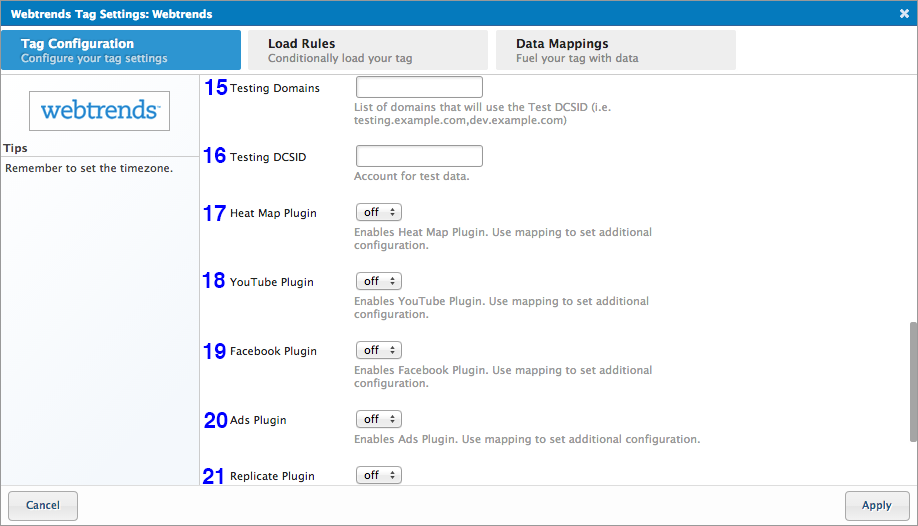 Webtrends Tag Settings: Webtrends
Tag Configuration
Configure your tag settings
Load Rules
Conditionally load your tag
Data Mappings
Fuel your tag with data
webtrends™
Tips
Remember to set the timezone.
15 Testing Domains
List of domains that will use the Test DCSID (i.e.
testing.example.com,dev.example.com)
16 Testing DCSID
Account for test data.
17 Heat Map Plugin off
Enables Heat Map Plugin. Use mapping to set additional
configuration.
18 YouTube Plugin off
Enables YouTube Plugin. Use mapping to set additional
configuration.
19 Facebook Plugin off
Enables Facebook Plugin. Use mapping to set additional
configuration.
20 Ads Plugin off
Enables Ads Plugin. Use mapping to set additional configuration.
21 Replicate Plugin off
Cancel
Apply